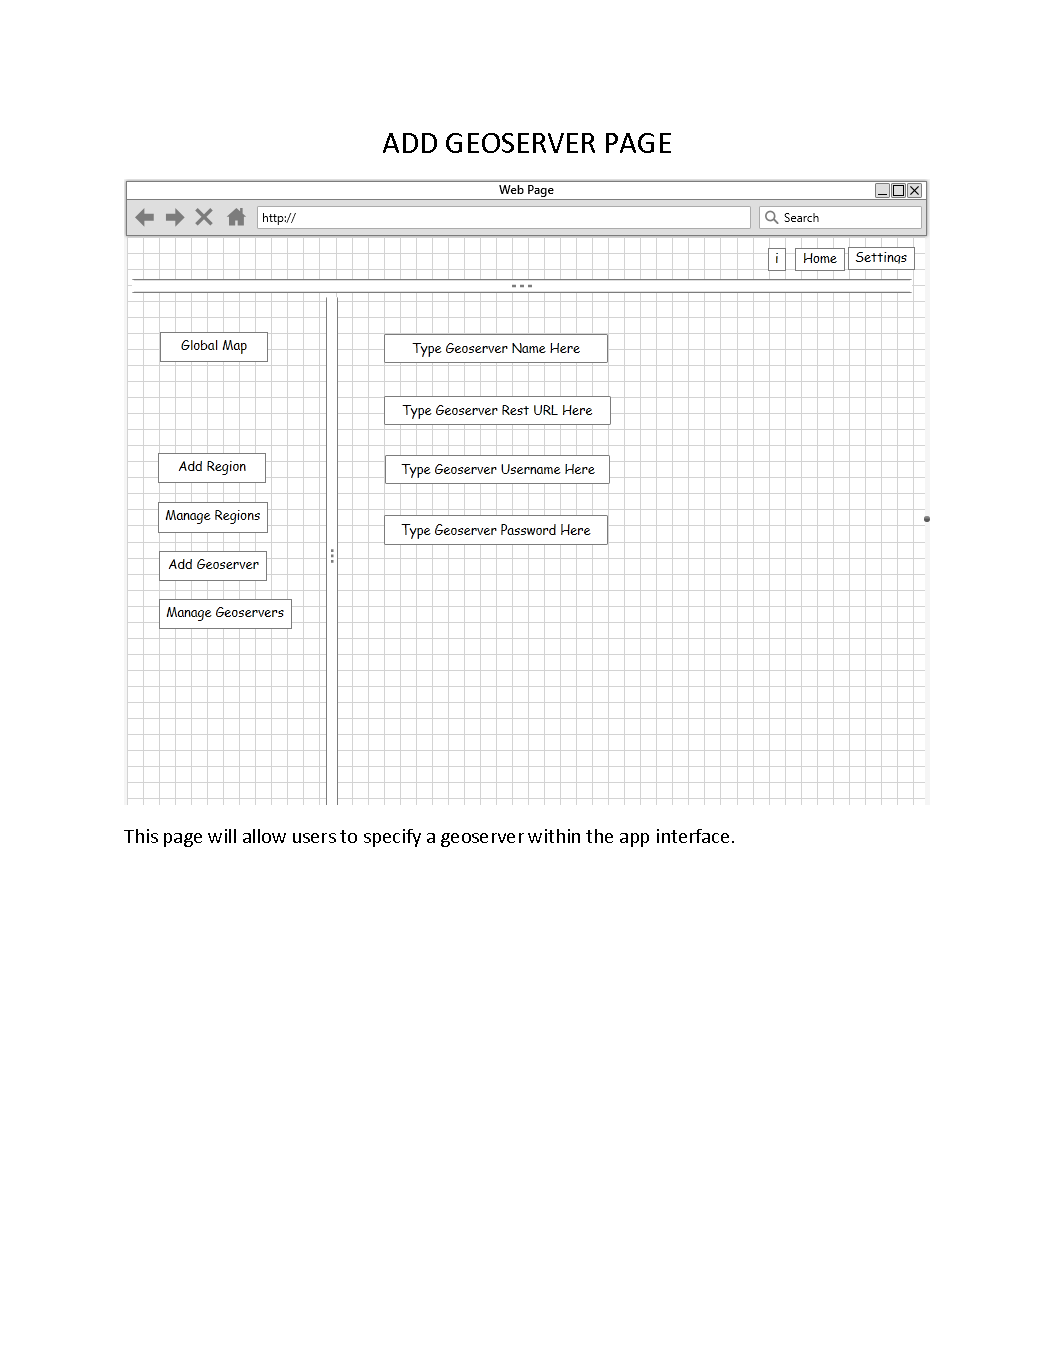 ADD GEOSERVER PAGE
Web Page
http://
Search
i
Home
Settings
Global Map
Add Region
Manage Regions
Add Geoserver
Manage Geoservers
Type Geoserver Name Here
Type Geoserver Rest URL Here
Type Geoserver Username Here
Type Geoserver Password Here
This page will allow users to specify a geoserver within the app interface.